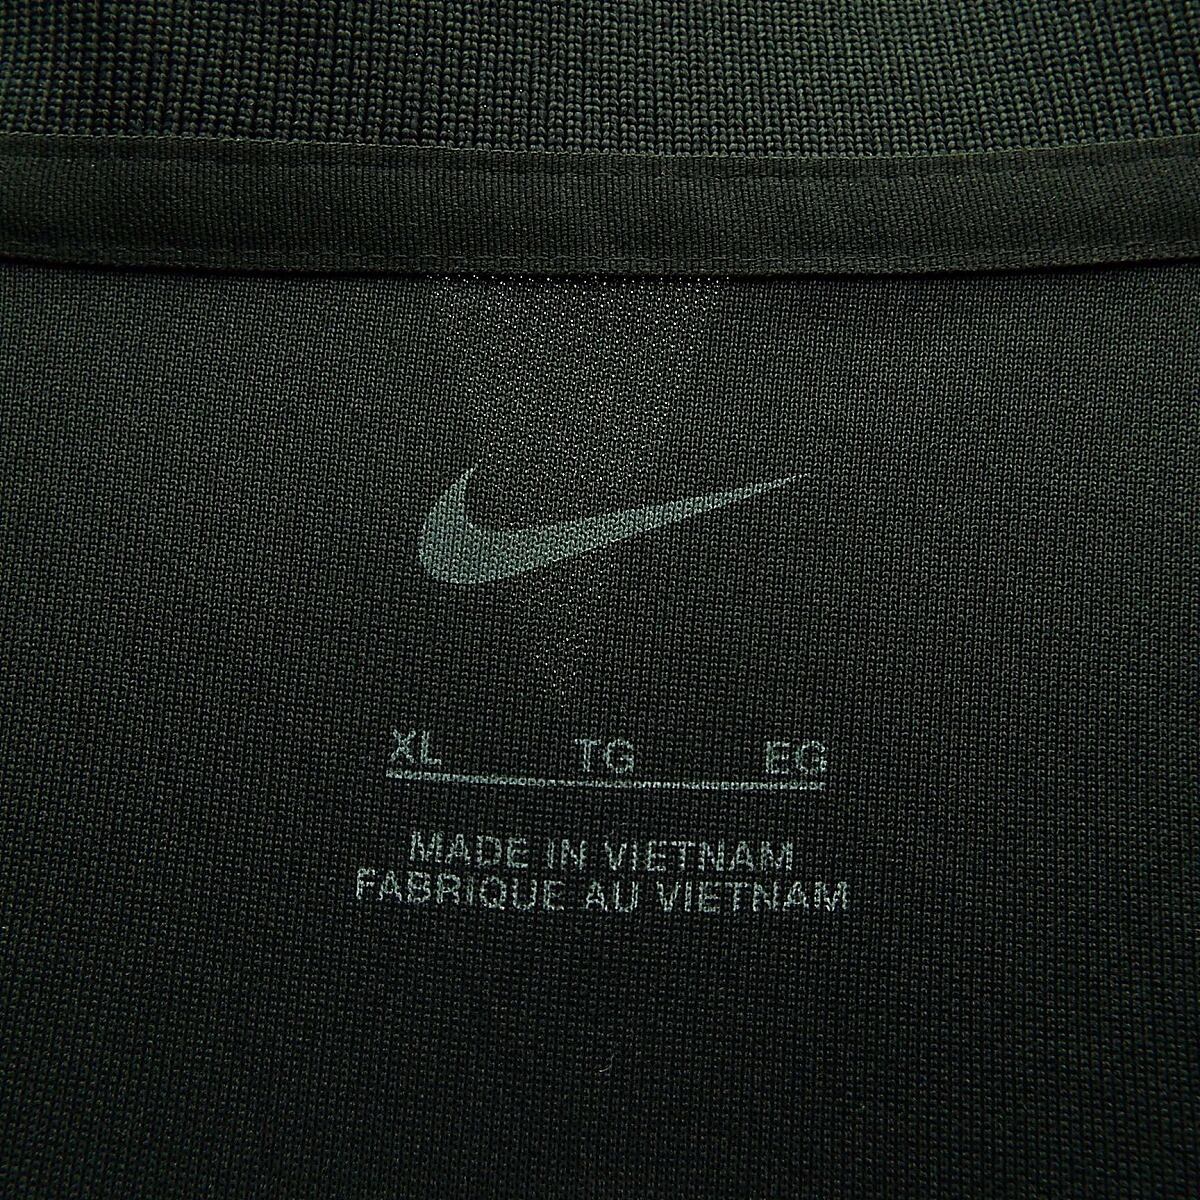 XL TG EG
MADE IN VIETNAM
FABRIQUE AU VIETNAM